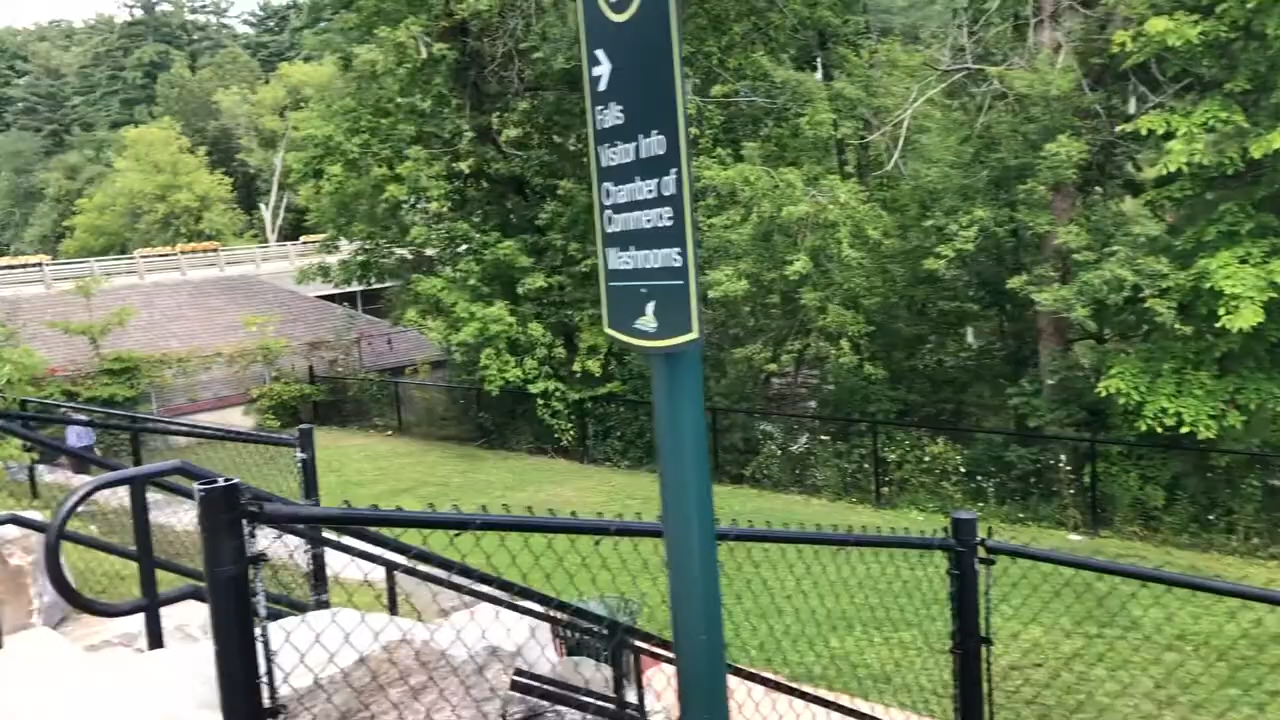 Falls
Visitor Info
Chamber of
Commerce
Washrooms